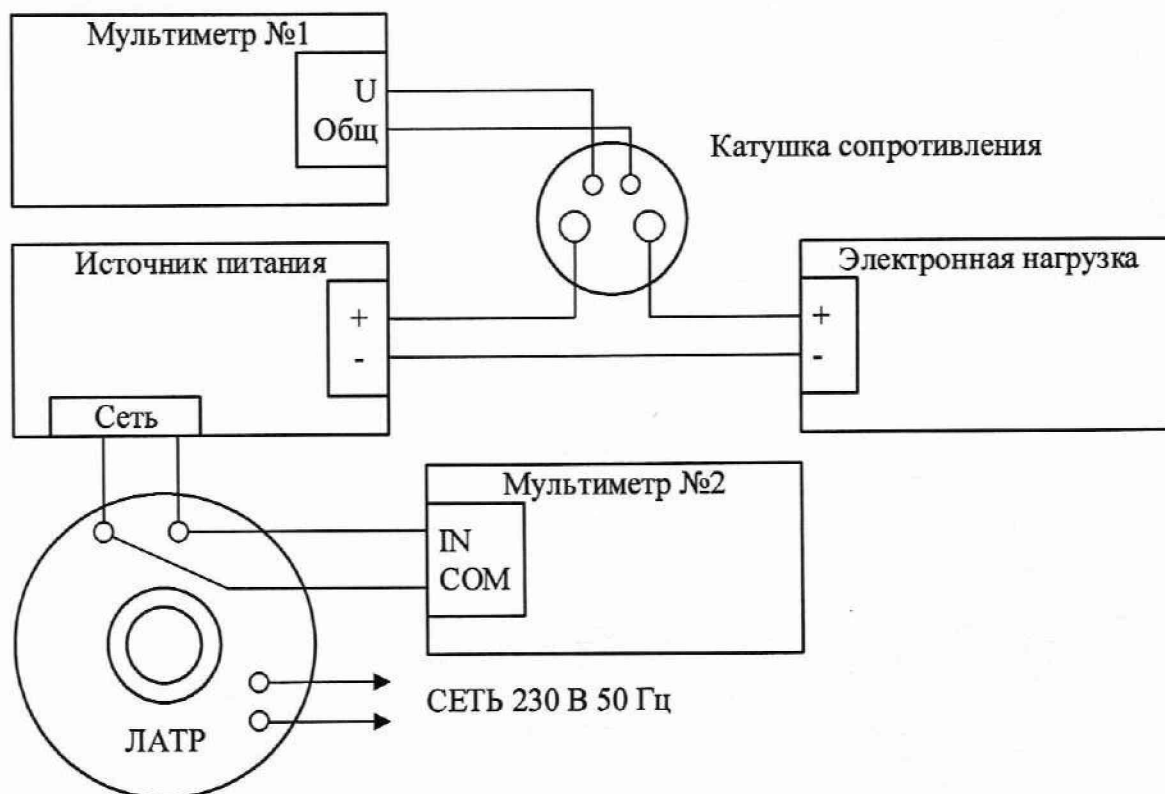 Мультиметр №1
U
Общ
Катушка сопротивления
Источник питания
+
-
Сеть
Электронная нагрузка
+
-
Мультиметр №2
IN
COM
СЕТЬ 230 В 50 Гц
ЛАТР